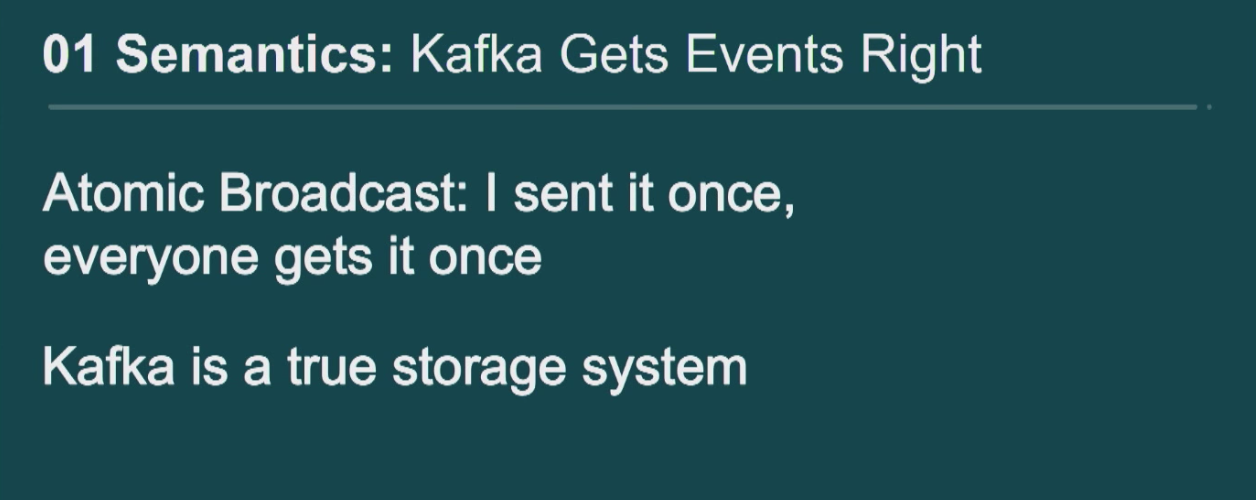 01 Semantics: Kafka Gets Events Right
Atomic Broadcast: I sent it once,
everyone gets it once
Kafka is a true storage system